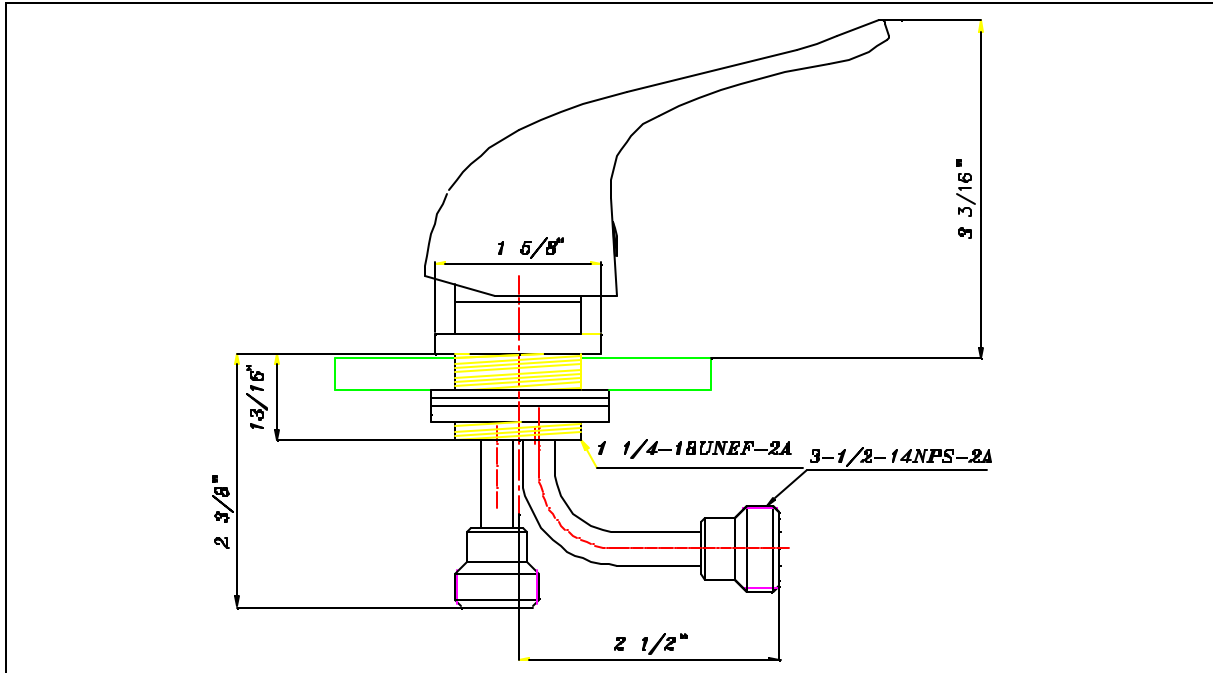 3 3/16"
1 5/8"
13/16"
1 1/4-18UNEF-2A
3-1/2-14NPS-2A
2 3/8"
2 1/2"